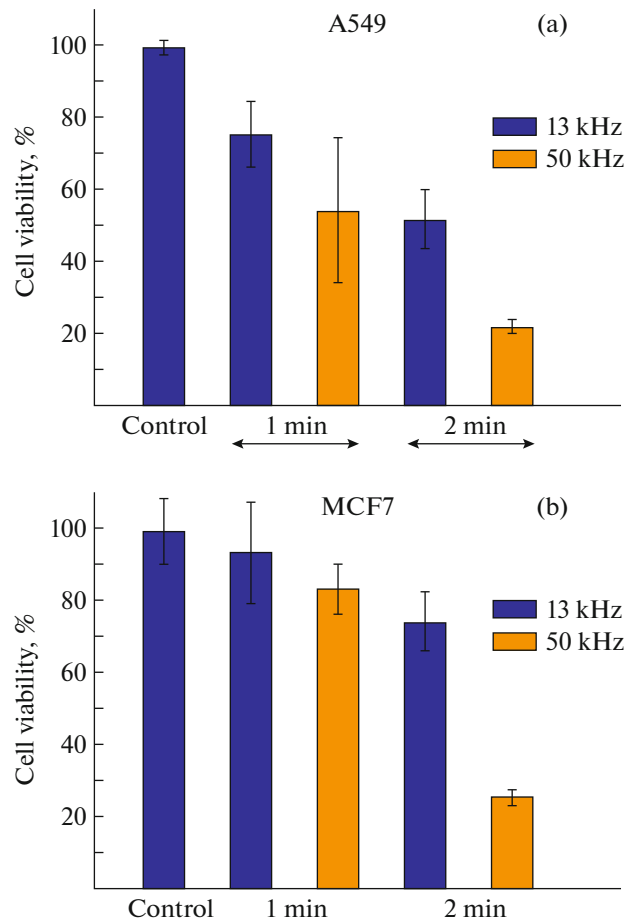 A549 (a)
Cell viability, %
100
80
60
40
20
13 kHz
50 kHz
Control 1 min 2 min
MCF7 (b)
Cell viability, %
100
80
60
40
20
13 kHz
50 kHz
Control 1 min 2 min